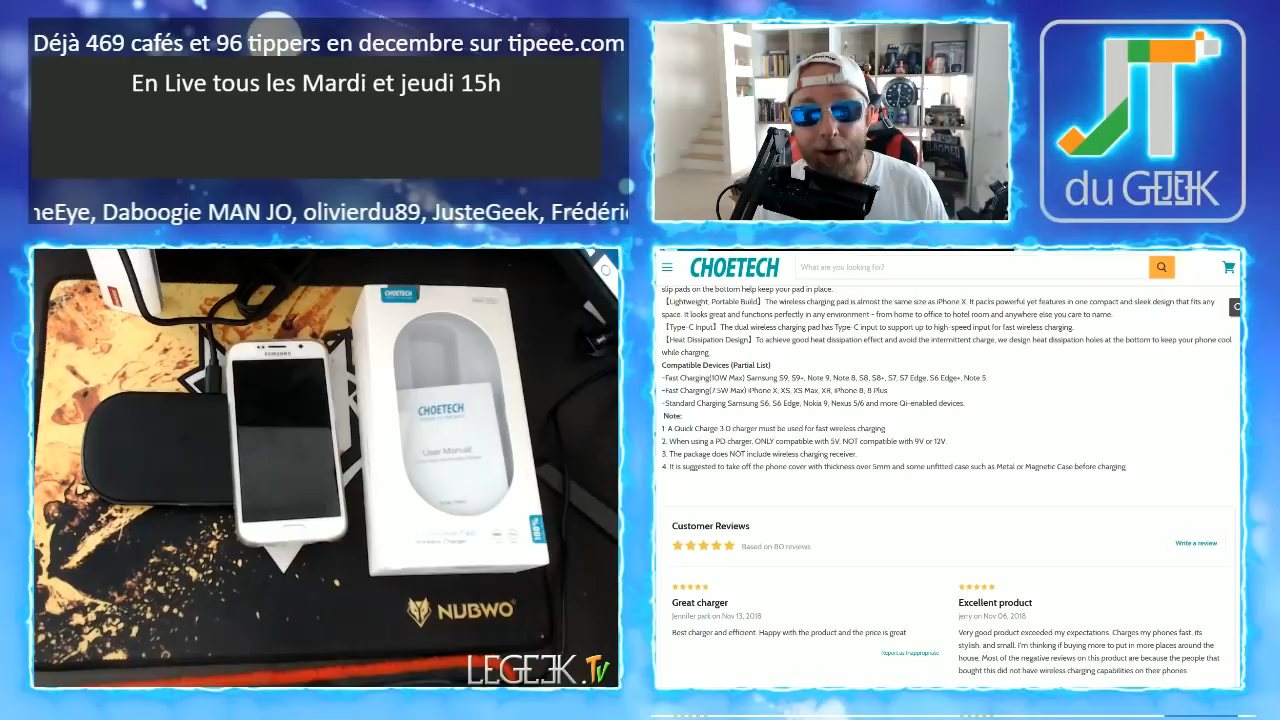 Déjà 469 cafés et 96 tippers en decembre sur tipeee.com
En Live tous les Mardi et jeudi 15h
neEye, Daboogie MAN JO, olivierdu89, JusteGeek, Frédéri
JT
du GEEK
SAMSUNG
CHOETECH
CHOETECH
User Manual
100%
NUBWO
LEGEEK.Tv
CHOETECH
What are you looking for?
slip pads on the bottom help keep your pad in place.
【Lightweight, Portable Build】The wireless charging pad is almost the same size as iPhone X. It packs powerful yet features in one compact and sleek design that fits any
space. It looks great and functions perfectly in any environment - from home to office to hotel room and anywhere else you care to name.
【Type-C Input】The dual wireless charging pad has Type-C input to support up to high-speed input for fast wireless charging.
【Heat Dissipation Design】To achieve good heat dissipation effect and avoid the intermittent charge, we design heat dissipation holes at the bottom to keep your phone cool
while charging.
Compatible Devices (Partial List)
-Fast Charging(10W Max) Samsung S9, S9+, Note 9, Note 8, S8, S8+, S7, S7 Edge, S6 Edge+, Note 5.
-Fast Charging(7.5W Max) iPhone X, XS, XS Max, XR, iPhone 8, 8 Plus.
-Standard Charging Samsung S6, S6 Edge, Nokia 9, Nexus 5/6 and more Qi-enabled devices.
Note:
1. A Quick Charge 3.0 charger must be used for fast wireless charging.
2. When using a PD charger, ONLY compatible with 5V. NOT compatible with 9V or 12V.
3. The package does NOT include wireless charging receiver.
4. It is suggested to take off the phone cover with thickness over 5mm and some unfitted case such as Metal or Magnetic Case before charging.
Customer Reviews
Based on 80 reviews
Write a review
Great charger
Jennifer park on Nov 13, 2018
Best charger and efficient. Happy with the product and the price is great
Report as Inappropriate
Excellent product
jerry on Nov 06, 2018
Very good product exceeded my expectations. Charges my phones fast, its
stylish, and small. I'm thinking if buying more to put in more places around the
house. Most of the negative reviews on this product are because the people that
bought this did not have wireless charging capabilities on their phones